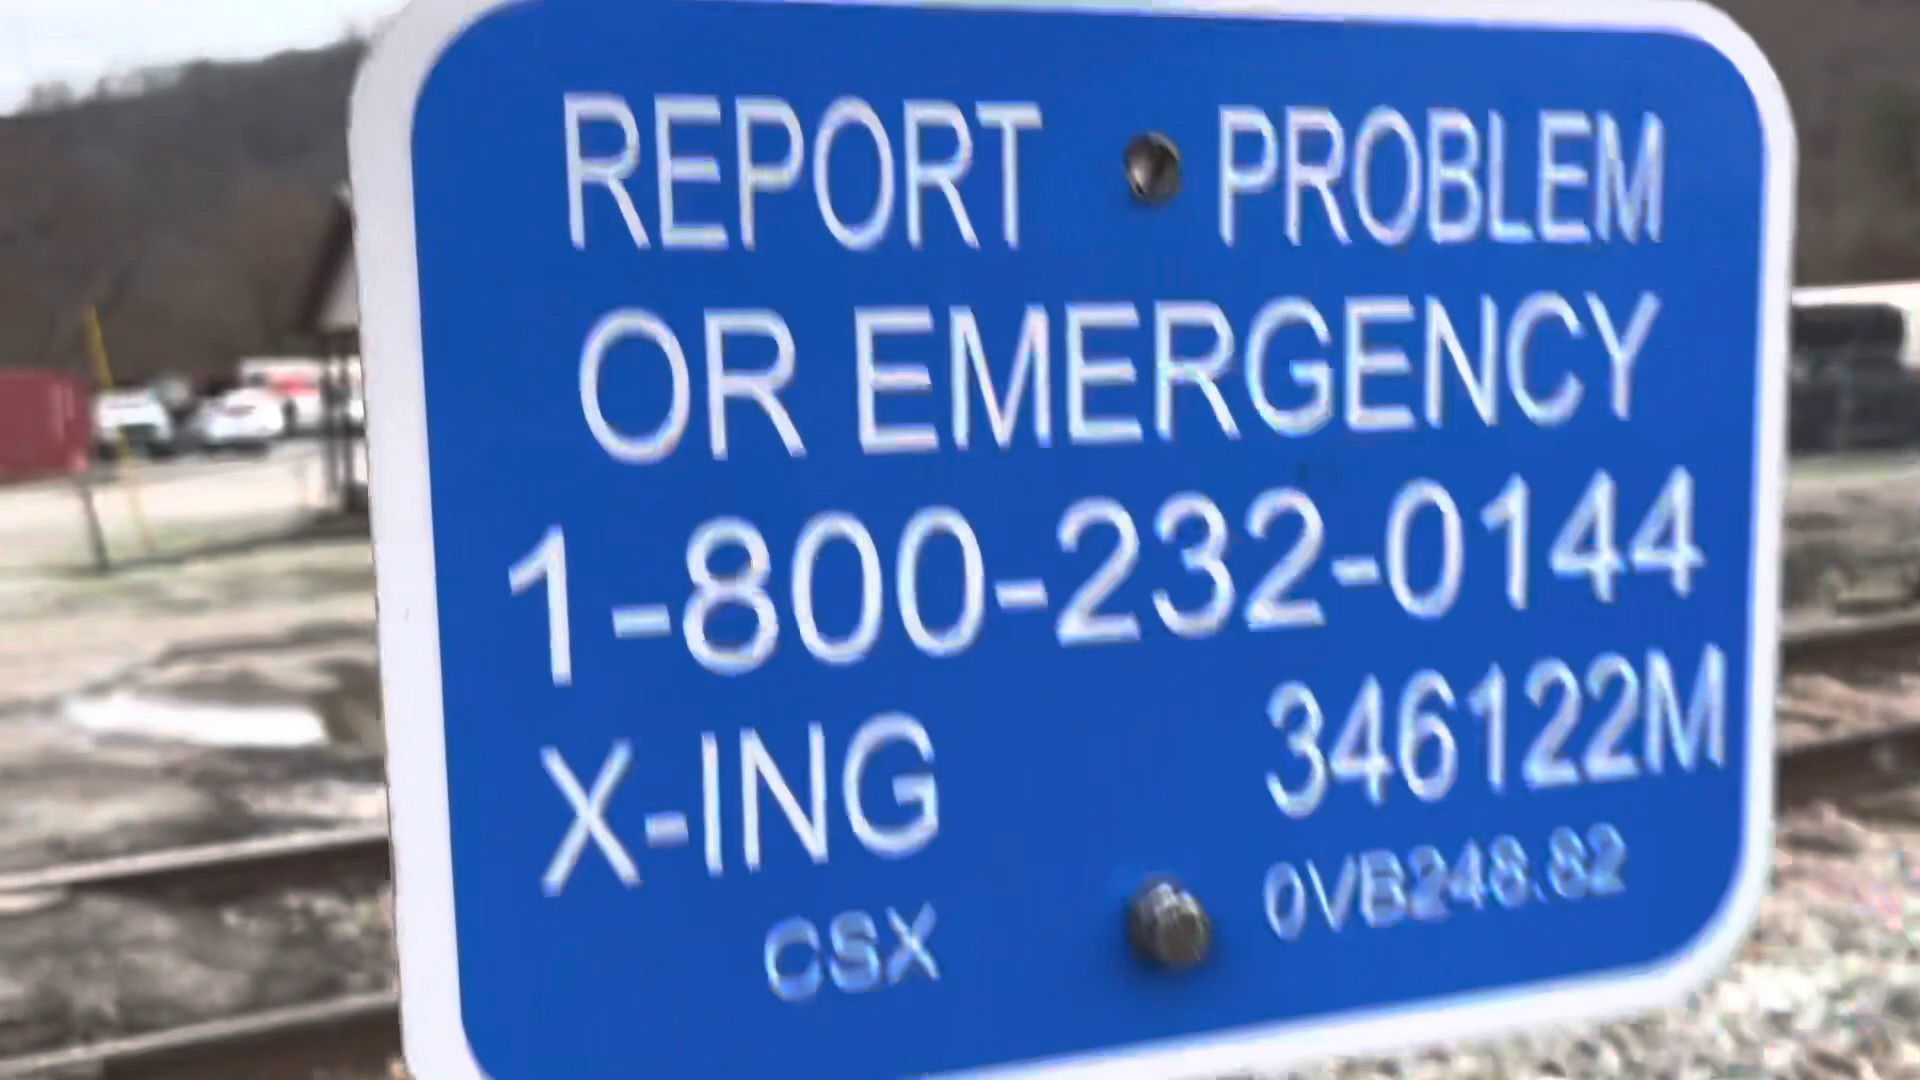 REPORT PROBLEM
OR EMERGENCY
1-800-232-0144
X-ING 346122M
CSX 0VB248.82